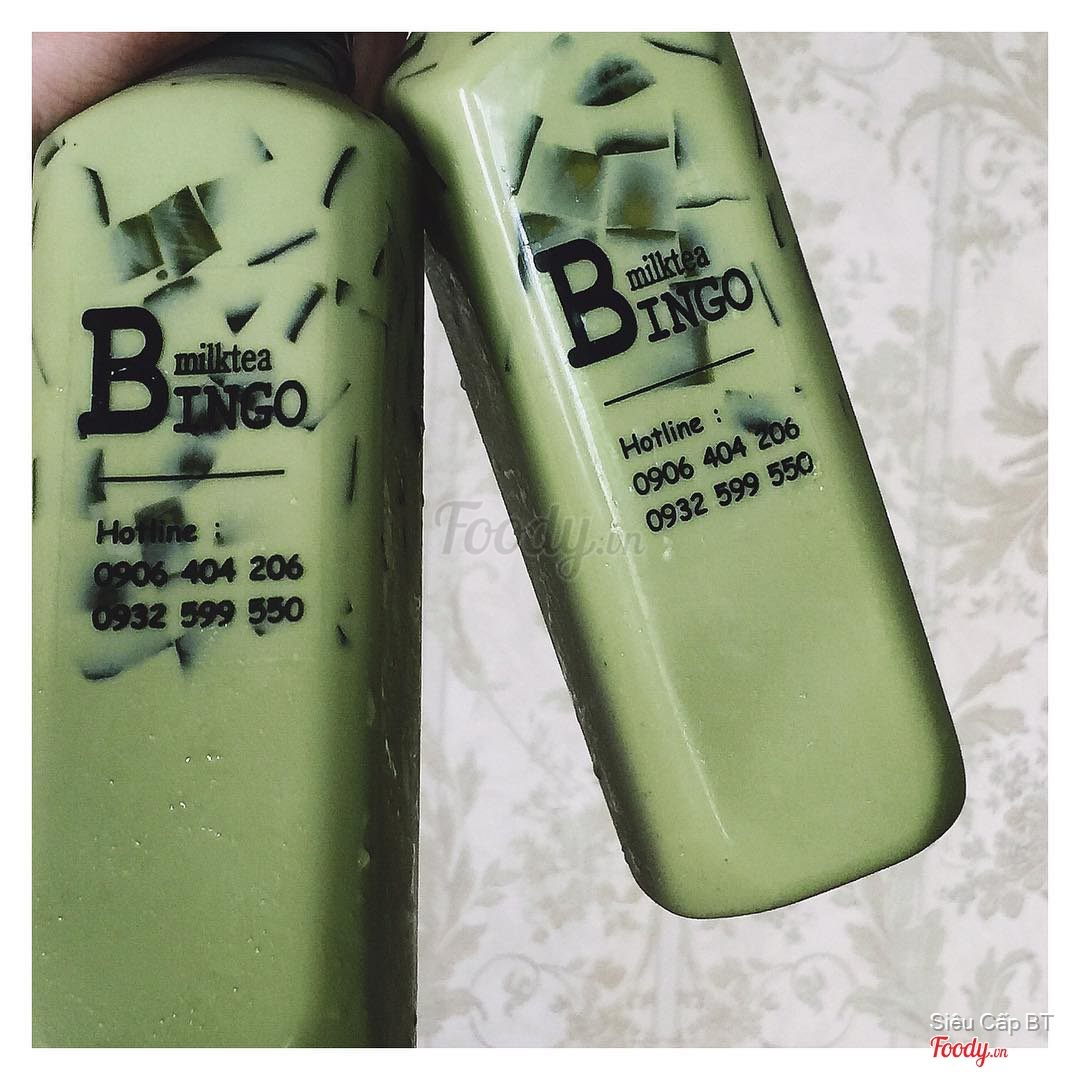 milktea
BINGO
Hotline :
0906 404 206
0932 599 550
milktea
BINGO
Hotline :
0906 404 206
0932 599 550
Foody.vn
Siêu Cấp BT
Foody.vn